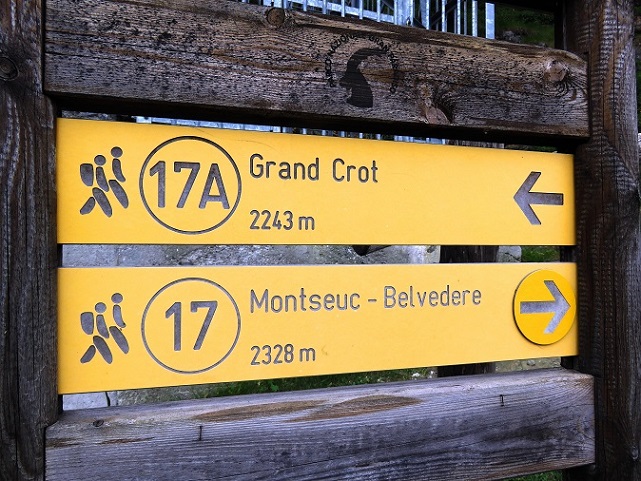 17A
Grand Crot
2243 m
17
Montseuc - Belvedere
2328 m